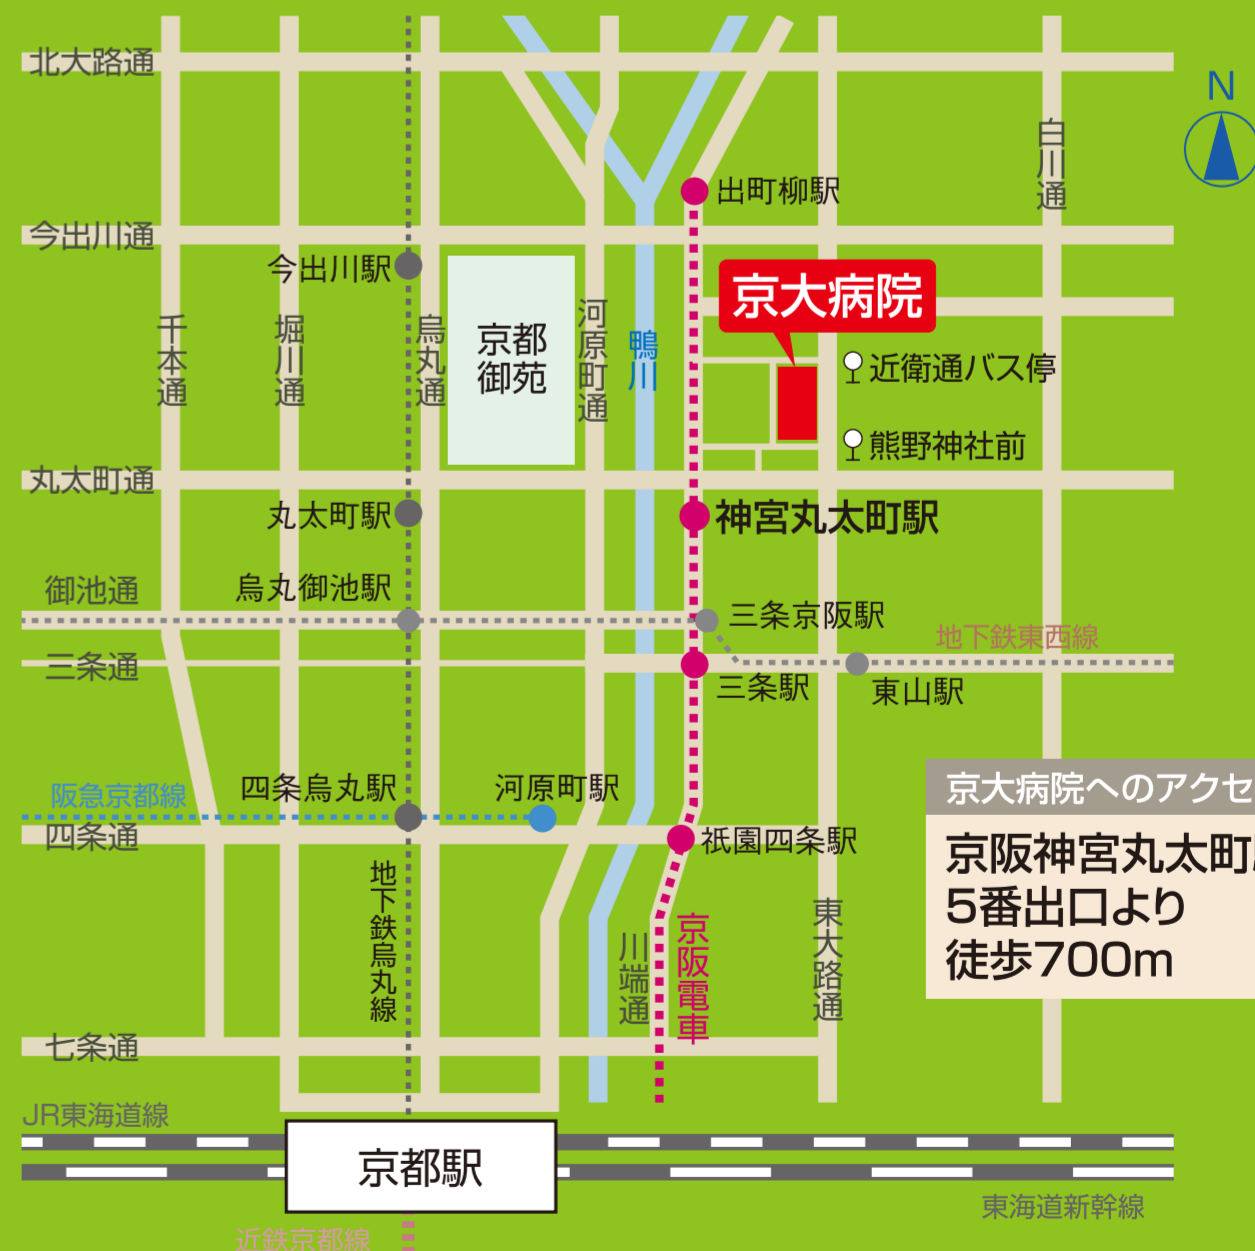 北大路通
N
白川通
出町柳駅
今出川通
今出川駅
京大病院
千本通
堀川通
烏丸通
京都
御苑
河原町通
鴨川
近衛通バス停
熊野神社前
丸太町通
丸太町駅
神宮丸太町駅
御池通
烏丸御池駅
三条京阪駅
地下鉄東西線
三条通
三条駅
東山駅
阪急京都線
四条烏丸駅
河原町駅
四条通
祇園四条駅
京大病院へのアクセ
京阪神宮丸太町
5番出口より
徒歩700m
地下鉄烏丸線
川端通
京阪電車
東大路通
七条通
JR東海道線
京都駅
東海道新幹線
近鉄京都線